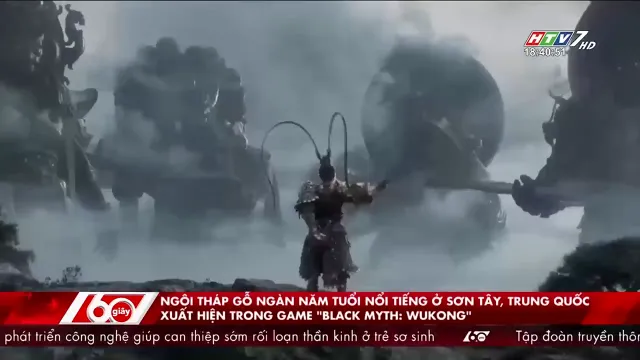 HTV7 HD
18:40:51
60 giây
NGÔI THÁP GỖ NGÀN NĂM TUỔI NỔI TIẾNG Ở SƠN TÂY, TRUNG QUỐC
XUẤT HIỆN TRONG GAME "BLACK MYTH: WUKONG"
phát triển công nghệ giúp can thiệp sớm rối loạn thần kinh ở trẻ sơ sinh 60 Tập đoàn truyền thô